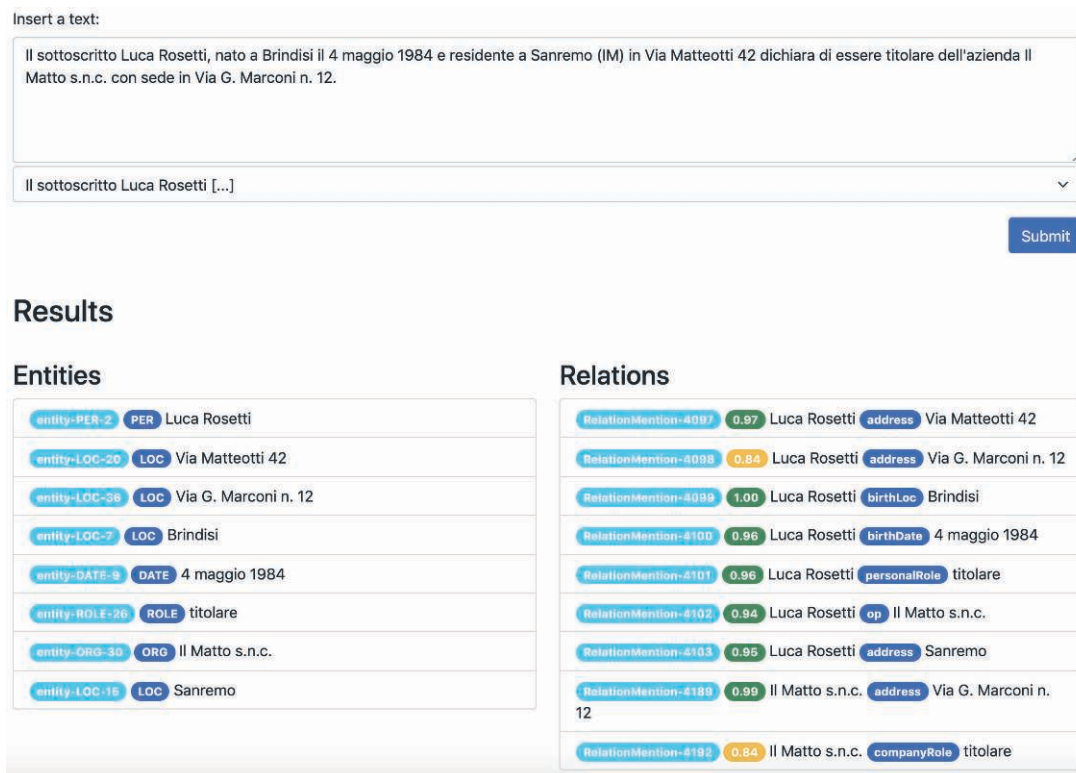 Insert a text:
Il sottoscritto Luca Rosetti, nato a Brindisi il 4 maggio 1984 e residente a Sanremo (IM) in Via Matteotti 42 dichiara di essere titolare dell'azienda Il
Matto s.n.c. con sede in Via G. Marconi n. 12.
Il sottoscritto Luca Rosetti [...]
Submit
Results
Entities
entity-PER-2 PER Luca Rosetti
entity-LOC-20 LOC Via Matteotti 42
entity-LOC-36 LOC Via G. Marconi n. 12
entity-LOC-7 LOC Brindisi
entity-DATE-9 DATE 4 maggio 1984
entity-ROLE-26 ROLE titolare
entity-ORG-30 ORG Il Matto s.n.c.
entity-LOC-15 LOC Sanremo
Relations
RelationMention-4097 0.97 Luca Rosetti address Via Matteotti 42
RelationMention-4098 0.84 Luca Rosetti address Via G. Marconi n. 12
RelationMention-4099 1.00 Luca Rosetti birthLoc Brindisi
RelationMention-4100 0.96 Luca Rosetti birthDate 4 maggio 1984
RelationMention-4101 0.96 Luca Rosetti personalRole titolare
RelationMention-4102 0.94 Luca Rosetti op Il Matto s.n.c.
RelationMention-4103 0.95 Luca Rosetti address Sanremo
RelationMention-4189 0.99 Il Matto s.n.c. address Via G. Marconi n.
12
RelationMention-4192 0.84 Il Matto s.n.c. companyRole titolare